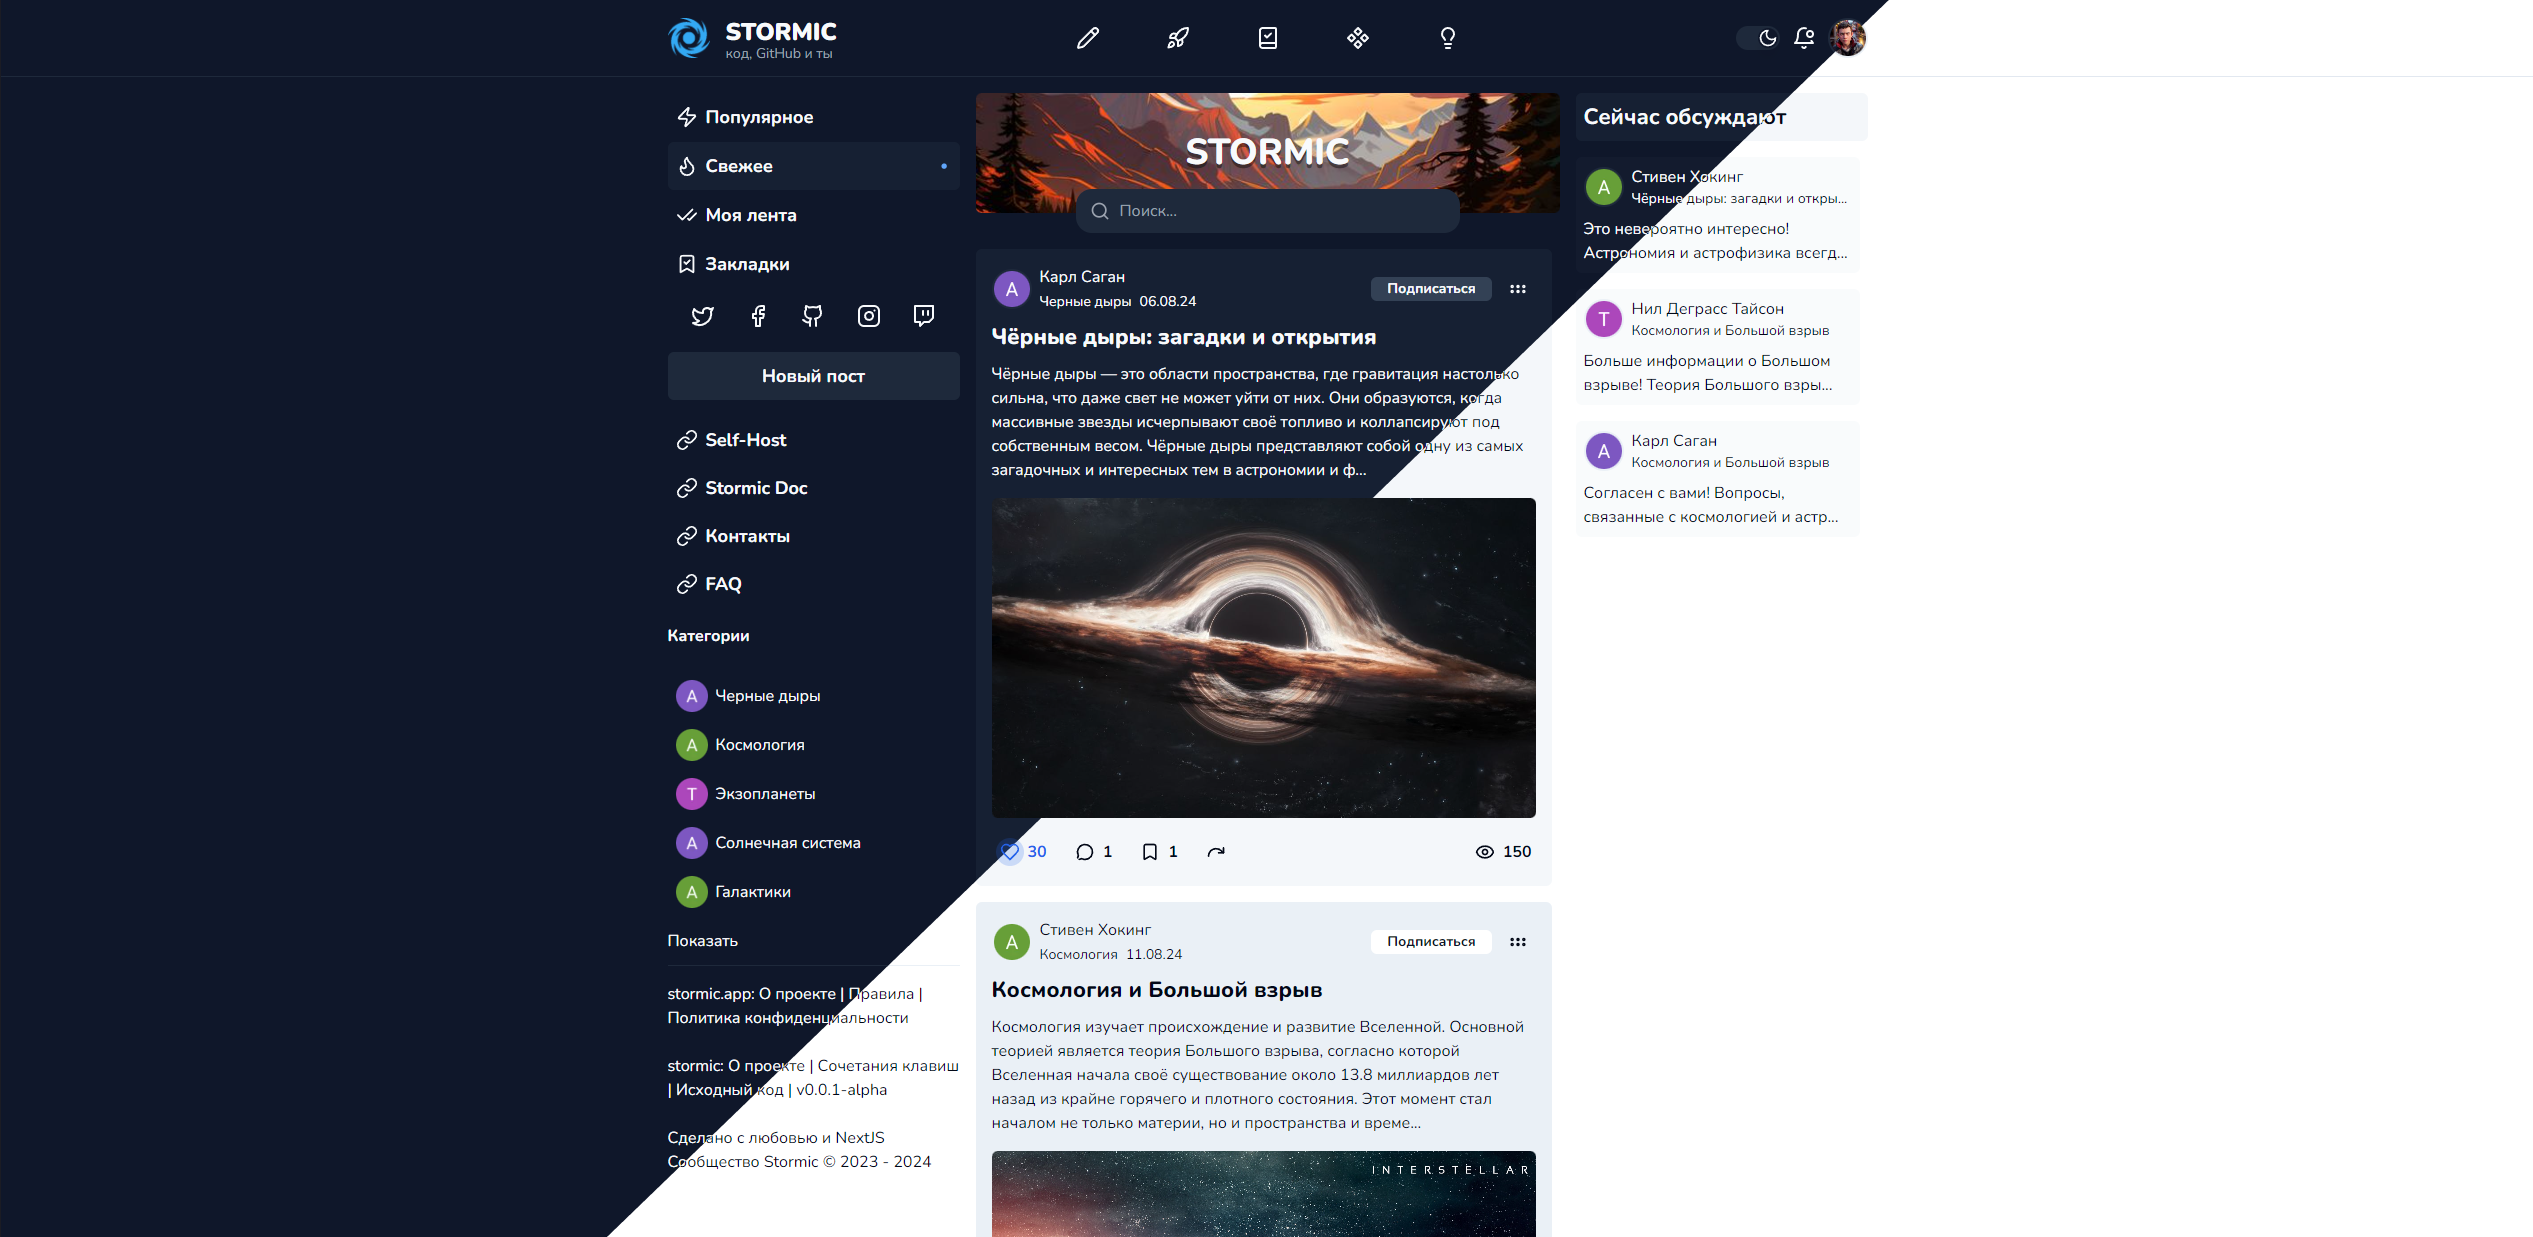 STORMIC
код, GitHub и ты
Популярное
Свежее
Моя лента
Закладки
Новый пост
Self-Host
Stormic Doc
Контакты
FAQ
Категории
А Черные дыры
А Космология
Т Экзопланеты
А Солнечная система
А Галактики
Показать
stormic.app: О проекте | Правила |
Политика конфиденциальности
stormic: О проекте | Сочетания клавиш
| Исходный код | v0.0.1-alpha
Сделано с любовью и NextJS
Сообщество Stormic © 2023 - 2024
STORMIC
Поиск...
А
Карл Саган
Черные дыры 06.08.24
Подписаться
Чёрные дыры: загадки и открытия
Чёрные дыры — это области пространства, где гравитация настолько
сильна, что даже свет не может уйти от них. Они образуются, когда
массивные звезды исчерпывают своё топливо и коллапсируют под
собственным весом. Чёрные дыры представляют собой одну из самых
загадочных и интересных тем в астрономии и ф...
30 1 1 150
А
Стивен Хокинг
Космология 11.08.24
Подписаться
Космология и Большой взрыв
Космология изучает происхождение и развитие Вселенной. Основной
теорией является теория Большого взрыва, согласно которой
Вселенная начала своё существование около 13.8 миллиардов лет
назад из крайне горячего и плотного состояния. Этот момент стал
началом не только материи, но и пространства и време...
INTERSTELLAR
Сейчас обсуждают
А
Стивен Хокинг
Чёрные дыры: загадки и откры...
Это невероятно интересно!
Астрономия и астрофизика всегд...
Т
Нил Деграсс Тайсон
Космология и Большой взрыв
Больше информации о Большом
взрыве! Теория Большого взры...
А
Карл Саган
Космология и Большой взрыв
Согласен с вами! Вопросы,
связанные с космологией и астр...